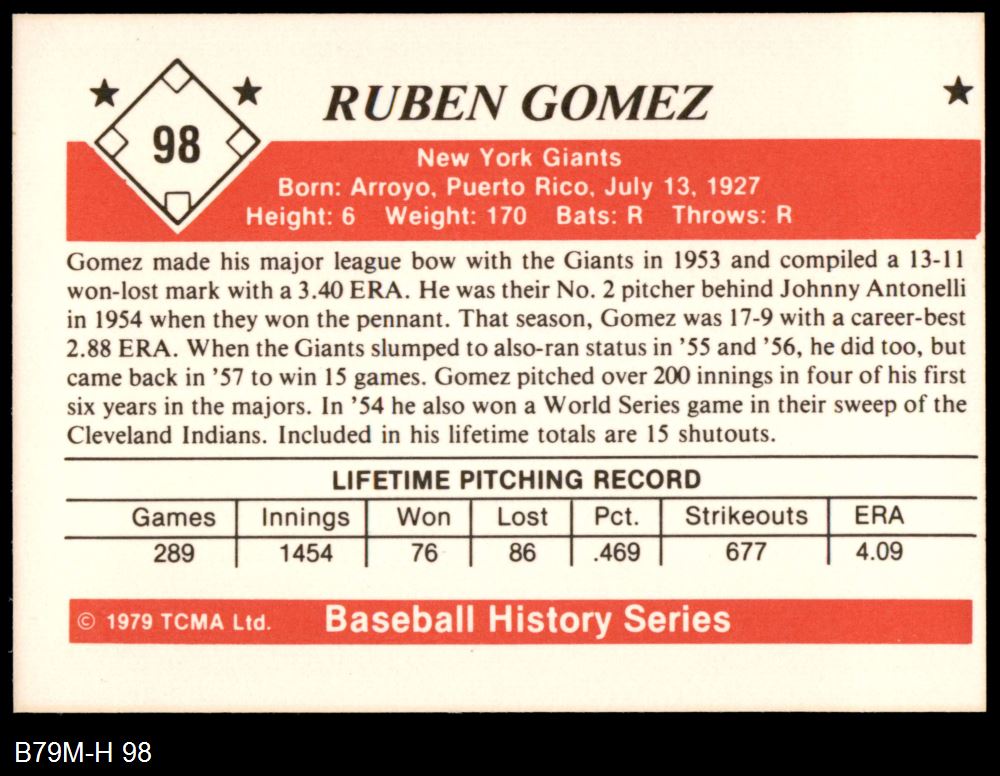 98
RUBEN GOMEZ
New York Giants
Born: Arroyo, Puerto Rico, July 13, 1927
Height: 6 Weight: 170 Bats: R Throws: R
Gomez made his major league bow with the Giants in 1953 and compiled a 13-11
won-lost mark with a 3.40 ERA. He was their No. 2 pitcher behind Johnny Antonelli
in 1954 when they won the pennant. That season, Gomez was 17-9 with a career-best
2.88 ERA. When the Giants slumped to also-ran status in '55 and '56, he did too, but
came back in '57 to win 15 games. Gomez pitched over 200 innings in four of his first
six years in the majors. In '54 he also won a World Series game in their sweep of the
Cleveland Indians. Included in his lifetime totals are 15 shutouts.
LIFETIME PITCHING RECORD
Games Innings Won Lost Pct. Strikeouts ERA
289 1454 76 86 .469 677 4.09
© 1979 TCMA Ltd. Baseball History Series
B79M-H 98